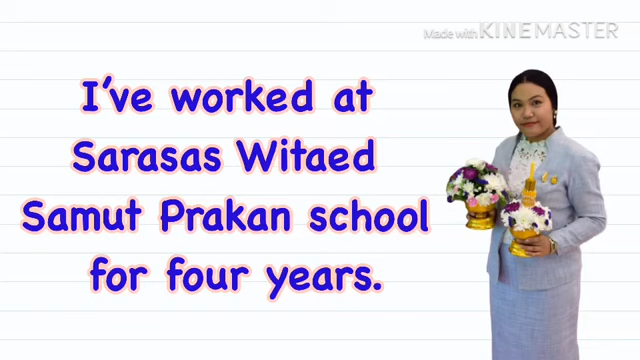 Made with KINEMASTER
I've worked at
Sarasas Witaed
Samut Prakan school
for four years.